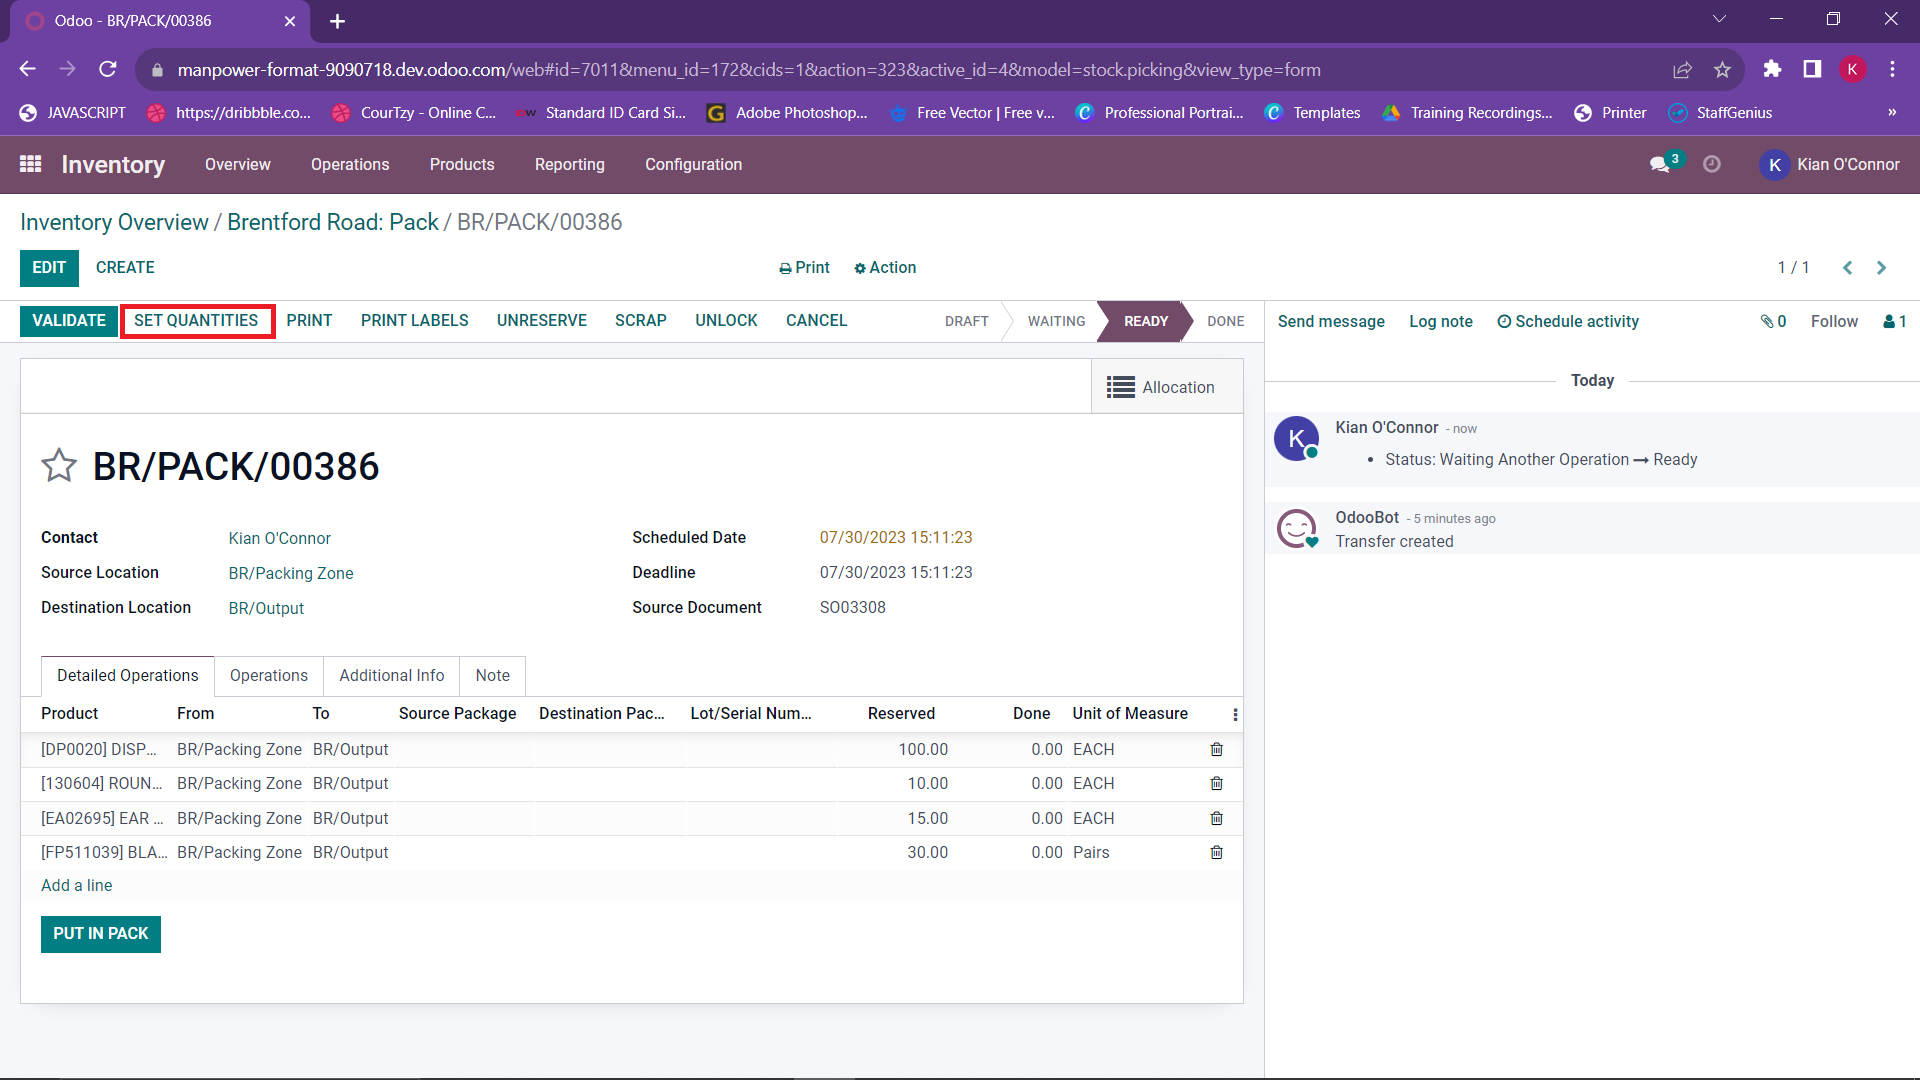 Odoo - BR/PACK/00386
manpower-format-9090718.dev.odoo.com/web#id=7011&menu_id=172&cids=1&action=323&active_id=4&model=stock.picking&view_type=form
K
JAVASCRIPT https://dribbble.co... CourTzy - Online C... Standard ID Card Si... Adobe Photoshop... Free Vector | Free v... Professional Portrai... Templates Training Recordings... Printer StaffGenius »
Inventory Overview Operations Products Reporting Configuration 3 K Kian O'Connor
Inventory Overview / Brentford Road: Pack / BR/PACK/00386
EDIT CREATE Print Action 1 / 1
VALIDATE SET QUANTITIES PRINT PRINT LABELS UNRESERVE SCRAP UNLOCK CANCEL DRAFT WAITING READY DONE
Send message Log note Schedule activity 0 Follow 1
Allocation
Today
BR/PACK/00386
K Kian O'Connor - now
Status: Waiting Another Operation → Ready
OdooBot - 5 minutes ago
Transfer created
Contact Kian O'Connor Scheduled Date 07/30/2023 15:11:23
Source Location BR/Packing Zone Deadline 07/30/2023 15:11:23
Destination Location BR/Output Source Document SO03308
Detailed Operations Operations Additional Info Note
Product From To Source Package Destination Pac... Lot/Serial Num... Reserved Done Unit of Measure
[DP0020] DISP... BR/Packing Zone BR/Output 100.00 0.00 EACH
[130604] ROUN... BR/Packing Zone BR/Output 10.00 0.00 EACH
[EA02695] EAR ... BR/Packing Zone BR/Output 15.00 0.00 EACH
[FP511039] BLA... BR/Packing Zone BR/Output 30.00 0.00 Pairs
Add a line
PUT IN PACK